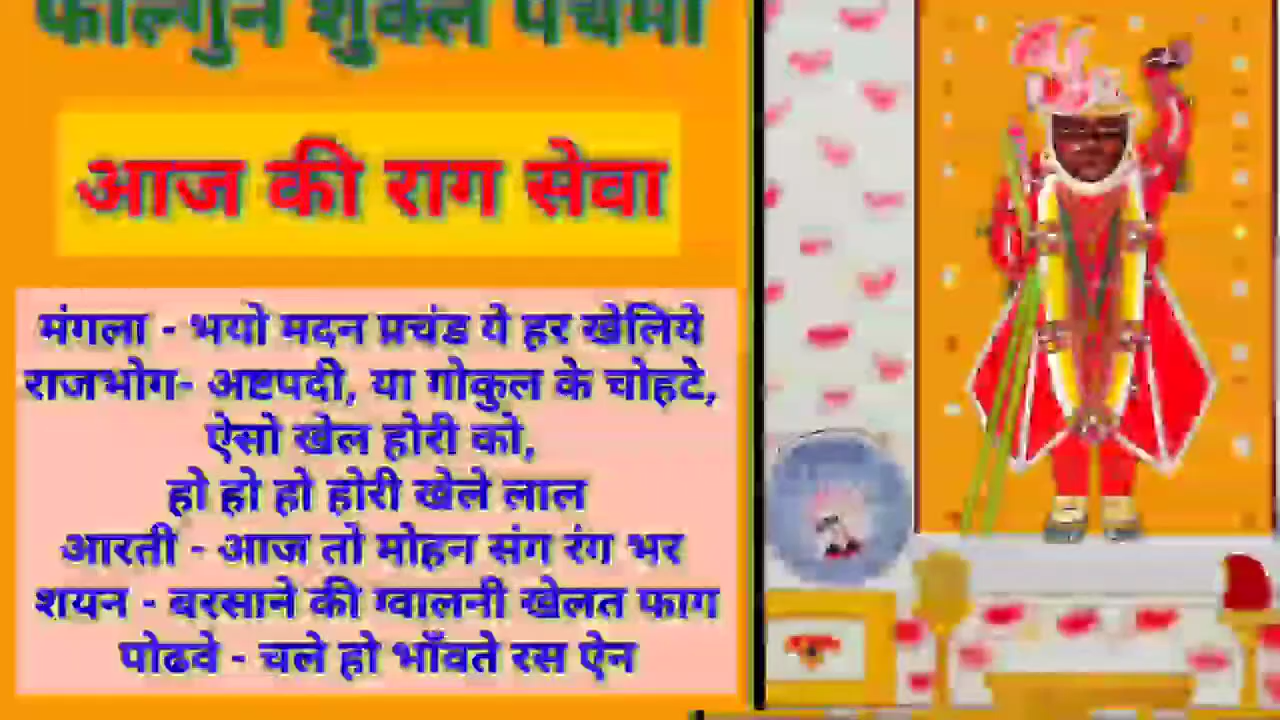 फाल्गुन शुक्ल पंचमी
आज की राग सेवा
मंगला - भयो मदन प्रचंड ये हर खेलिये
राजभोग- अष्टपदी, या गोकुल के चोहटे,
ऐसो खेल होरी को,
हो हो हो होरी खेले लाल
आरती - आज तो मोहन संग रंग भर
शयन - बरसाने की ग्वालनी खेलत फाग
पोढवे - चले हो भाँवते रस ऐन